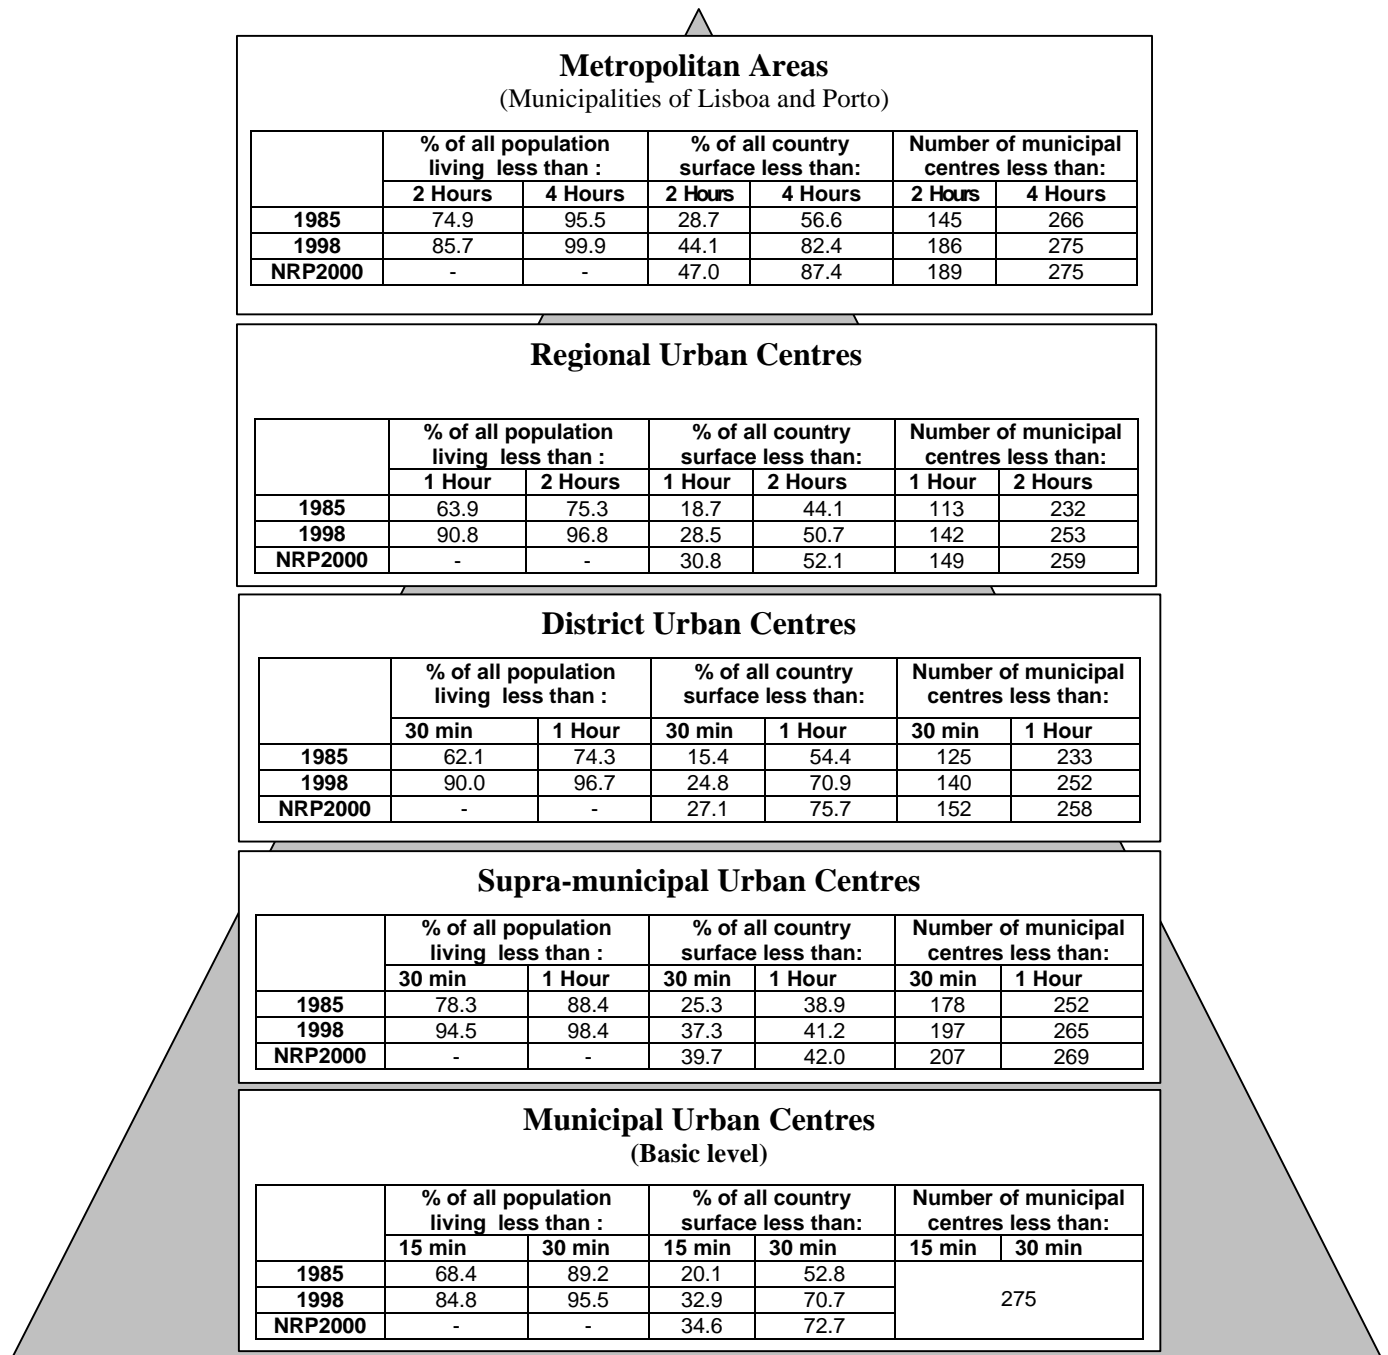 Metropolitan Areas
(Municipalities of Lisboa and Porto)
% of all population living less than : % of all country surface less than: Number of municipal centres less than:
2 Hours 4 Hours 2 Hours 4 Hours 2 Hours 4 Hours
1985 74.9 95.5 28.7 56.6 145 266
1998 85.7 99.9 44.1 82.4 186 275
NRP2000 - - 47.0 87.4 189 275
Regional Urban Centres
% of all population living less than : % of all country surface less than: Number of municipal centres less than:
1 Hour 2 Hours 1 Hour 2 Hours 1 Hour 2 Hours
1985 63.9 75.3 18.7 44.1 113 232
1998 90.8 96.8 28.5 50.7 142 253
NRP2000 - - 30.8 52.1 149 259
District Urban Centres
% of all population living less than : % of all country surface less than: Number of municipal centres less than:
30 min 1 Hour 30 min 1 Hour 30 min 1 Hour
1985 62.1 74.3 15.4 54.4 125 233
1998 90.0 96.7 24.8 70.9 140 252
NRP2000 - - 27.1 75.7 152 258
Supra-municipal Urban Centres
% of all population living less than : % of all country surface less than: Number of municipal centres less than:
30 min 1 Hour 30 min 1 Hour 30 min 1 Hour
1985 78.3 88.4 25.3 38.9 178 252
1998 94.5 98.4 37.3 41.2 197 265
NRP2000 - - 39.7 42.0 207 269
Municipal Urban Centres
(Basic level)
% of all population living less than : % of all country surface less than: Number of municipal centres less than:
15 min 30 min 15 min 30 min 15 min 30 min
1985 68.4 89.2 20.1 52.8
1998 84.8 95.5 32.9 70.7 275
NRP2000 - - 34.6 72.7